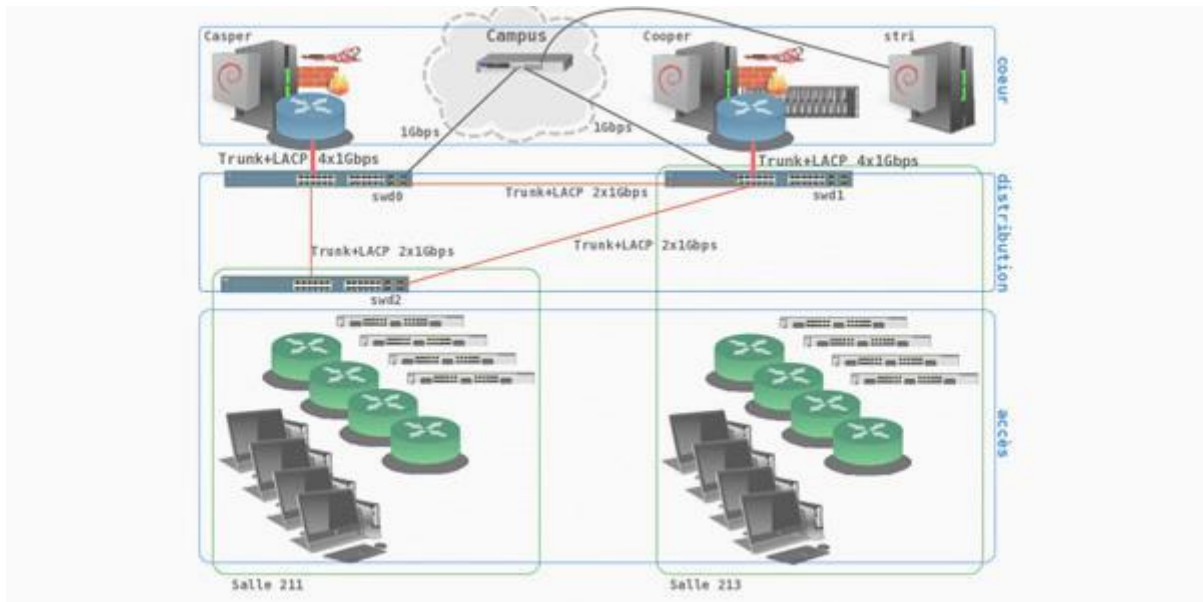 Casper
Campus
Cooper
stri
coeur
1Gbps
1Gbps
Trunk+LACP 4x1Gbps
Trunk+LACP 4x1Gbps
swd0
Trunk+LACP 2x1Gbps
swd1
distribution
Trunk+LACP 2x1Gbps
Trunk+LACP 2x1Gbps
swd2
accès
Salle 211
Salle 213